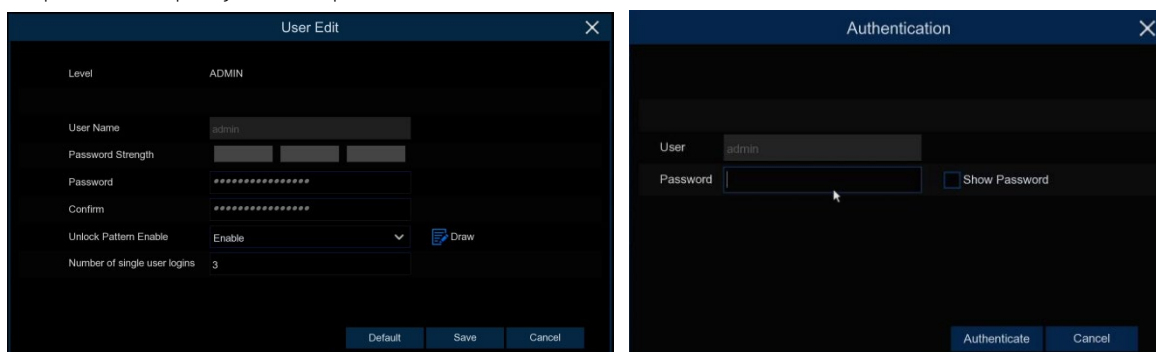 User Edit
Level ADMIN
User Name admin
Password Strength
Password ****************
Confirm ****************
Unlock Pattern Enable Enable Draw
Number of single user logins 3
Default Save Cancel
Authentication
User admin
Password Show Password
Authenticate Cancel